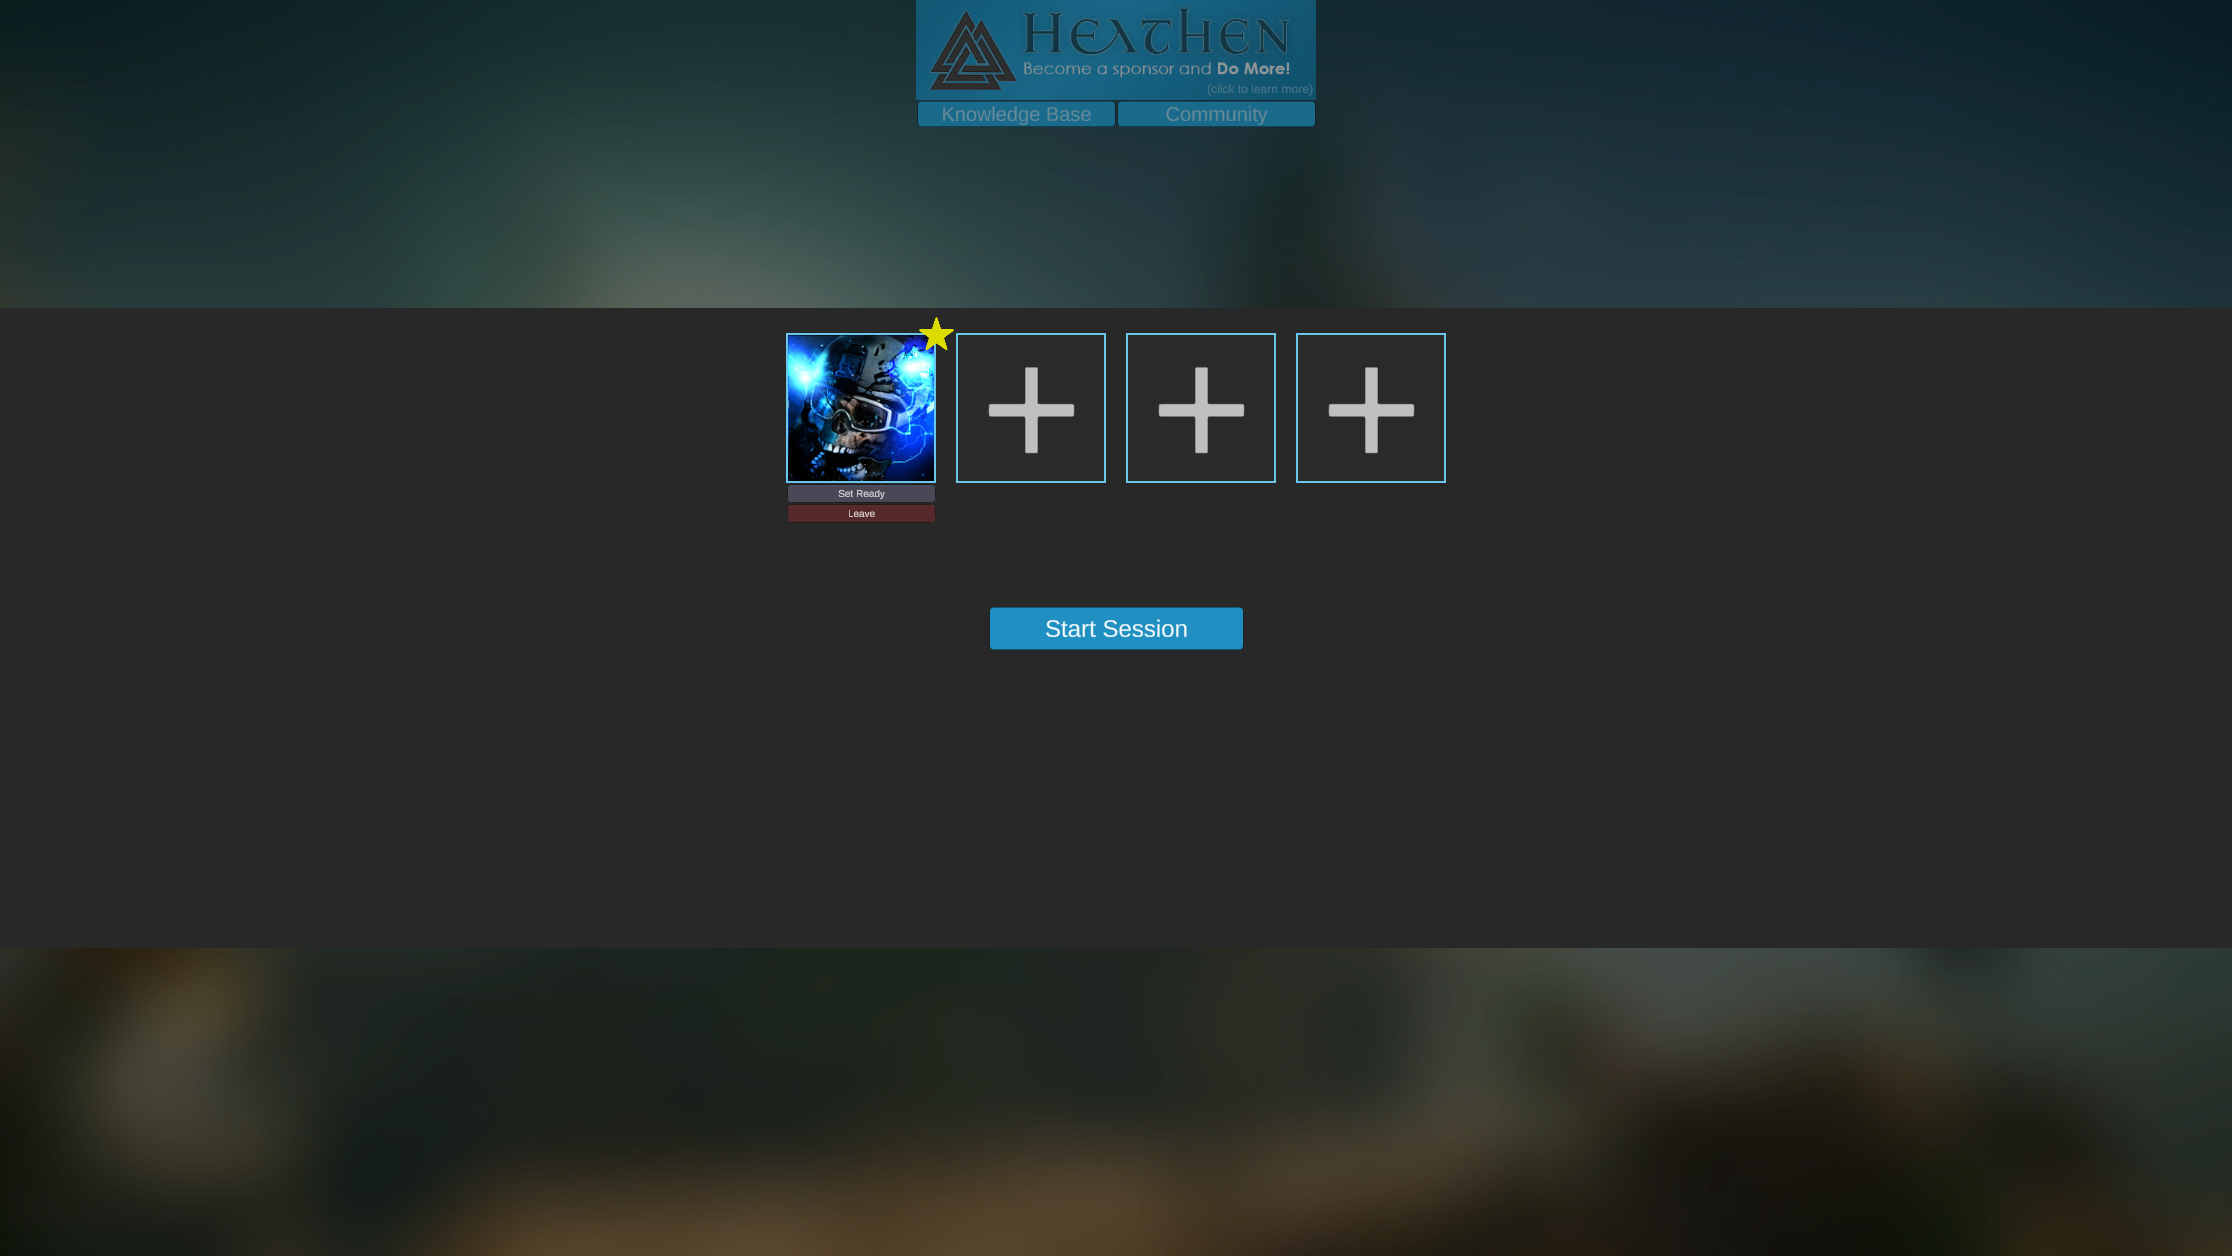 HEATHEN
Become a sponsor and Do More!
(click to learn more)
Knowledge Base
Community
Set Ready
Leave
Start Session